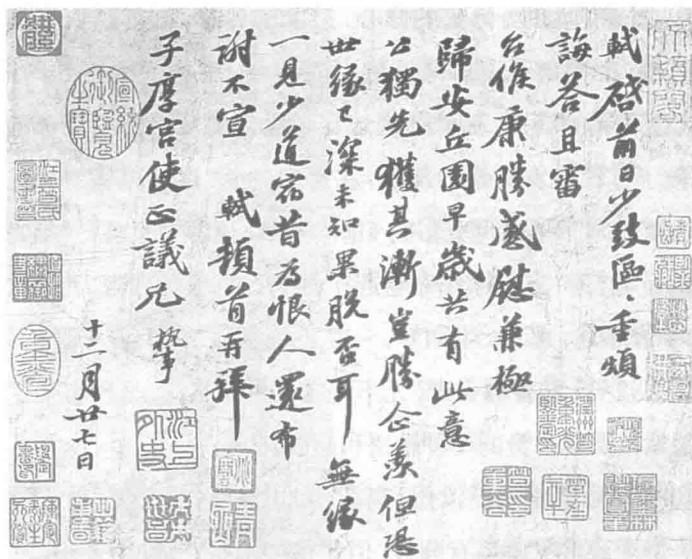 軾啓前日少致區々重煩
誨荅且審
台候康勝感慰兼極
歸安丘園早歲共有此意
公獨先獲其漸豈勝企羨但恐
世緣已深未知果脫否耳無緣
一見少道宿昔為恨人還布
謝不宣 軾頓首再拜
子厚宫使正議兄 執事
十二月廿七日